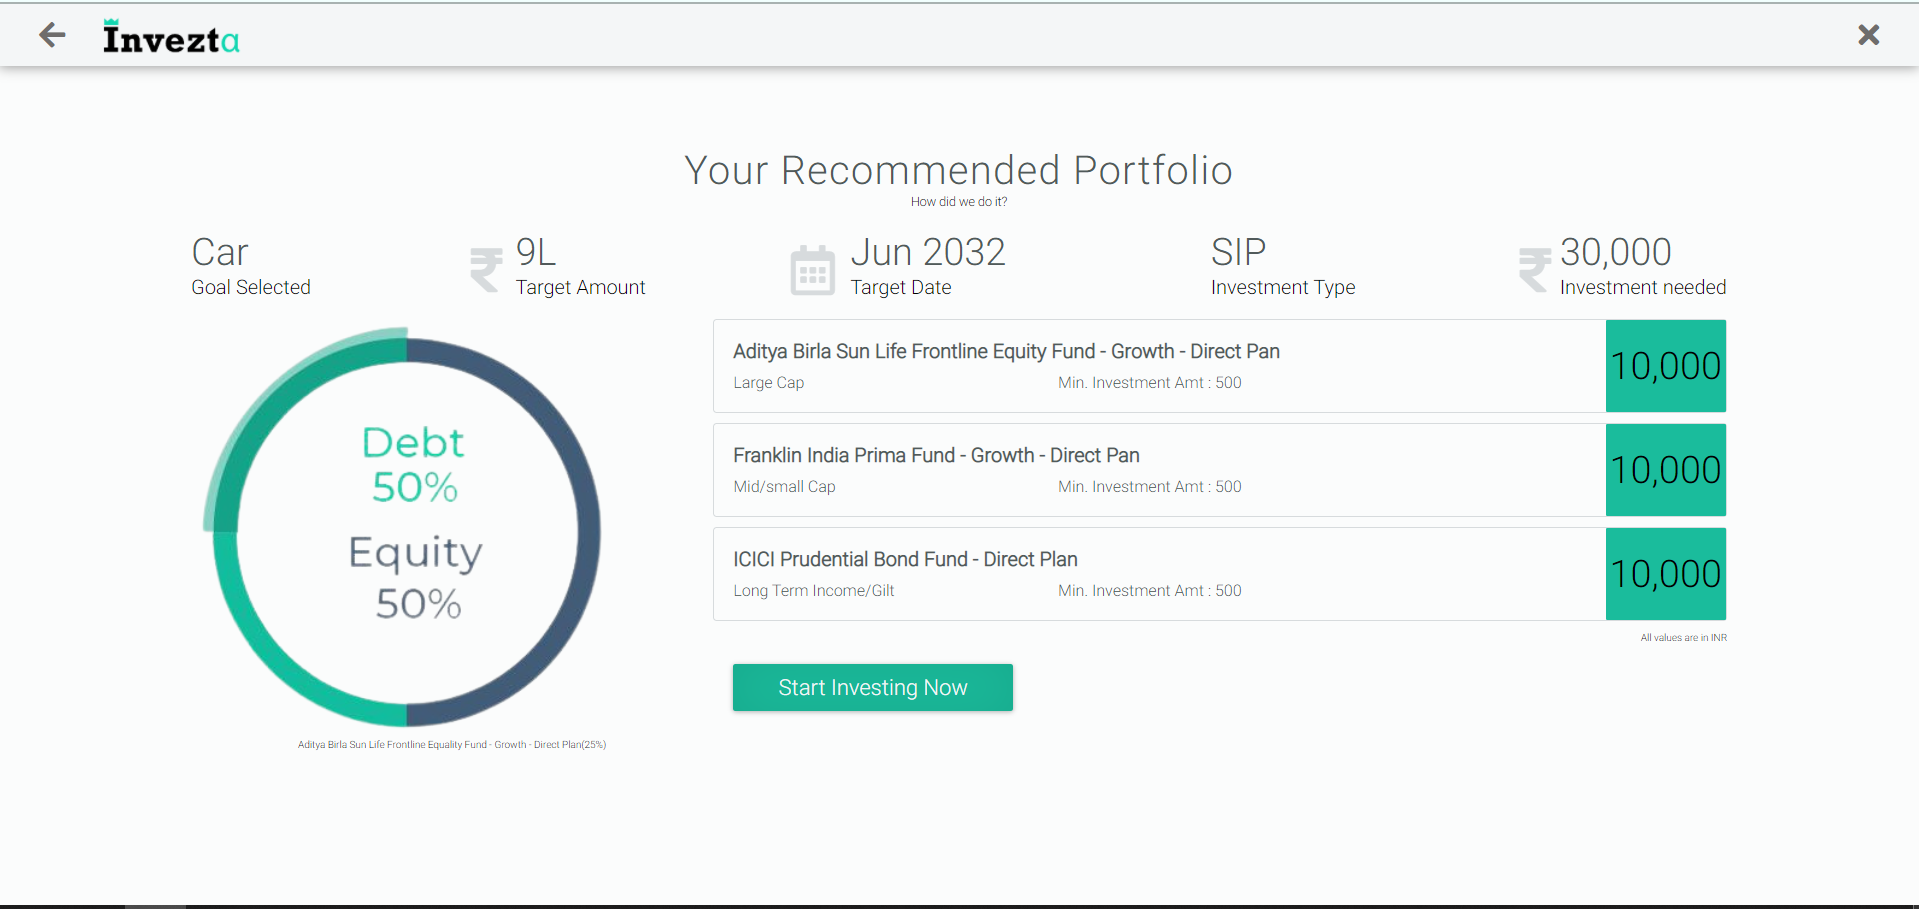 Invezta
Your Recommended Portfolio
How did we do it?
Car
Goal Selected
9L
Target Amount
Jun 2032
Target Date
SIP
Investment Type
30,000
Investment needed
Debt
50%
Equity
50%
Aditya Birla Sun Life Frontline Equality Fund - Growth - Direct Plan(25%)
Aditya Birla Sun Life Frontline Equity Fund - Growth - Direct Pan
Large Cap Min. Investment Amt : 500
10,000
Franklin India Prima Fund - Growth - Direct Pan
Mid/small Cap Min. Investment Amt : 500
10,000
ICICI Prudential Bond Fund - Direct Plan
Long Term Income/Gilt Min. Investment Amt : 500
10,000
All values are in INR
Start Investing Now